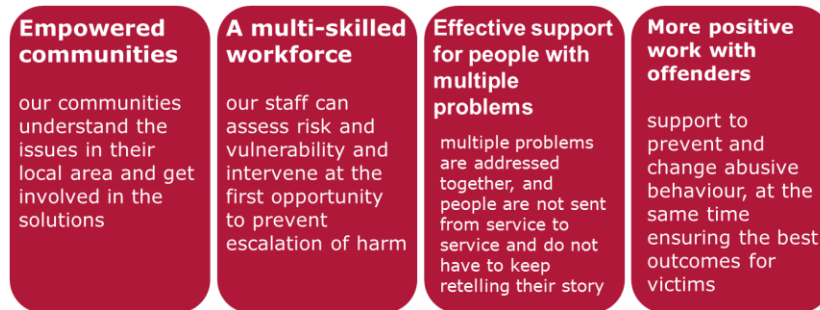 Empowered
communities
our communities
understand the
issues in their
local area and get
involved in the
solutions
A multi-skilled
workforce
our staff can
assess risk and
vulnerability and
intervene at the
first opportunity
to prevent
escalation of harm
Effective support
for people with
multiple
problems
multiple problems
are addressed
together, and
people are not sent
from service to
service and do not
have to keep
retelling their story
More positive
work with
offenders
support to
prevent and
change abusive
behaviour, at the
same time
ensuring the best
outcomes for
victims